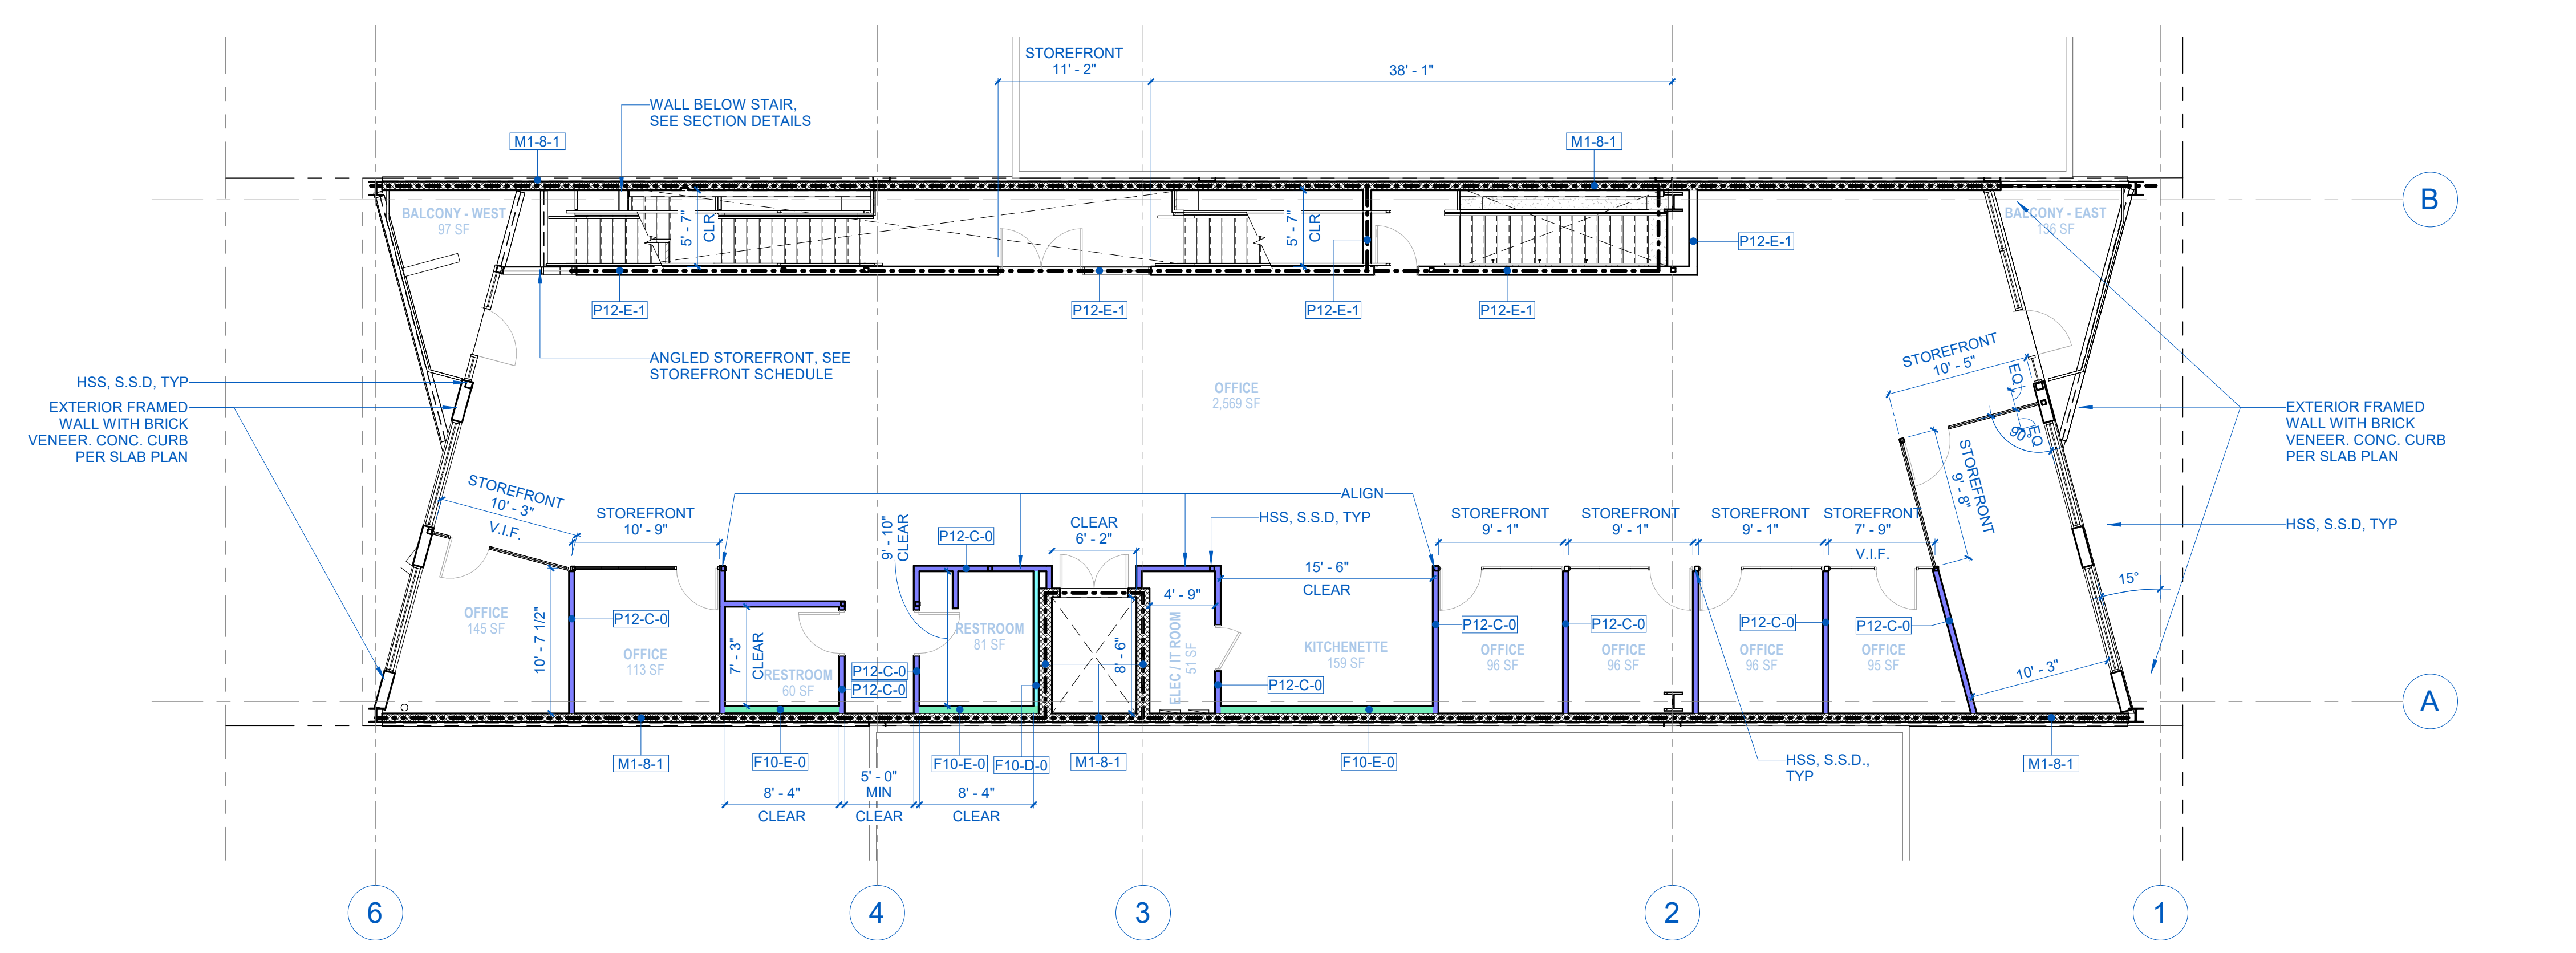 STOREFRONT
11' - 2"
38' - 1"
WALL BELOW STAIR,
SEE SECTION DETAILS
M1-8-1
M1-8-1
B
BALCONY - WEST
97 SF
5' - 7"
CLR
5' - 7"
CLR
BALCONY - EAST
136 SF
P12-E-1
P12-E-1
P12-E-1
P12-E-1
P12-E-1
ANGLED STOREFRONT, SEE
STOREFRONT SCHEDULE
HSS, S.S.D, TYP
EXTERIOR FRAMED
WALL WITH BRICK
VENEER. CONC. CURB
PER SLAB PLAN
OFFICE
2,569 SF
STOREFRONT
10' - 5"
EQ
EQ
90°
EXTERIOR FRAMED
WALL WITH BRICK
VENEER. CONC. CURB
PER SLAB PLAN
STOREFRONT
9' - 8"
HSS, S.S.D, TYP
STOREFRONT
10' - 3"
V.I.F.
STOREFRONT
10' - 9"
ALIGN
HSS, S.S.D, TYP
9' - 10"
CLEAR
P12-C-0
CLEAR
6' - 2"
STOREFRONT
9' - 1"
STOREFRONT
9' - 1"
STOREFRONT
9' - 1"
STOREFRONT
7' - 9"
V.I.F.
15' - 6"
CLEAR
15°
4' - 9"
OFFICE
145 SF
10' - 7 1/2"
P12-C-0
OFFICE
113 SF
7' - 3"
CLEAR
RESTROOM
60 SF
P12-C-0
P12-C-0
RESTROOM
81 SF
8' - 6"
ELEC / IT ROOM
51 SF
KITCHENETTE
159 SF
P12-C-0
P12-C-0
OFFICE
96 SF
P12-C-0
OFFICE
96 SF
P12-C-0
OFFICE
96 SF
P12-C-0
OFFICE
95 SF
10' - 3"
A
M1-8-1
F10-E-0
F10-E-0
F10-D-0
M1-8-1
F10-E-0
HSS, S.S.D.,
TYP
M1-8-1
8' - 4"
CLEAR
5' - 0"
MIN
CLEAR
8' - 4"
CLEAR
6
4
3
2
1